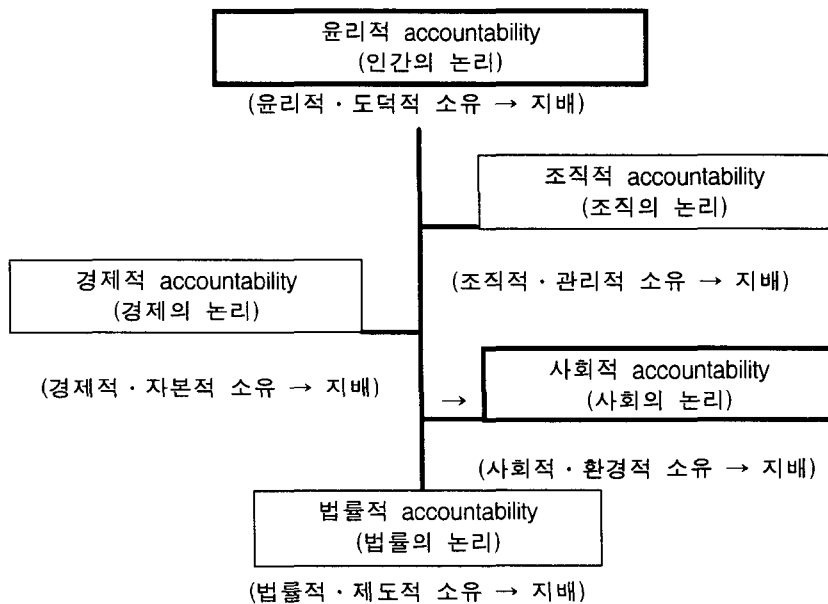 윤리적 accountability
(인간의 논리)
(윤리적·도덕적 소유 → 지배)
조직적 accountability
(조직의 논리)
(조직적·관리적 소유 → 지배)
경제적 accountability
(경제의 논리)
(경제적·자본적 소유 → 지배)
→
사회적 accountability
(사회의 논리)
(사회적·환경적 소유 → 지배)
법률적 accountability
(법률의 논리)
(법률적·제도적 소유 → 지배)